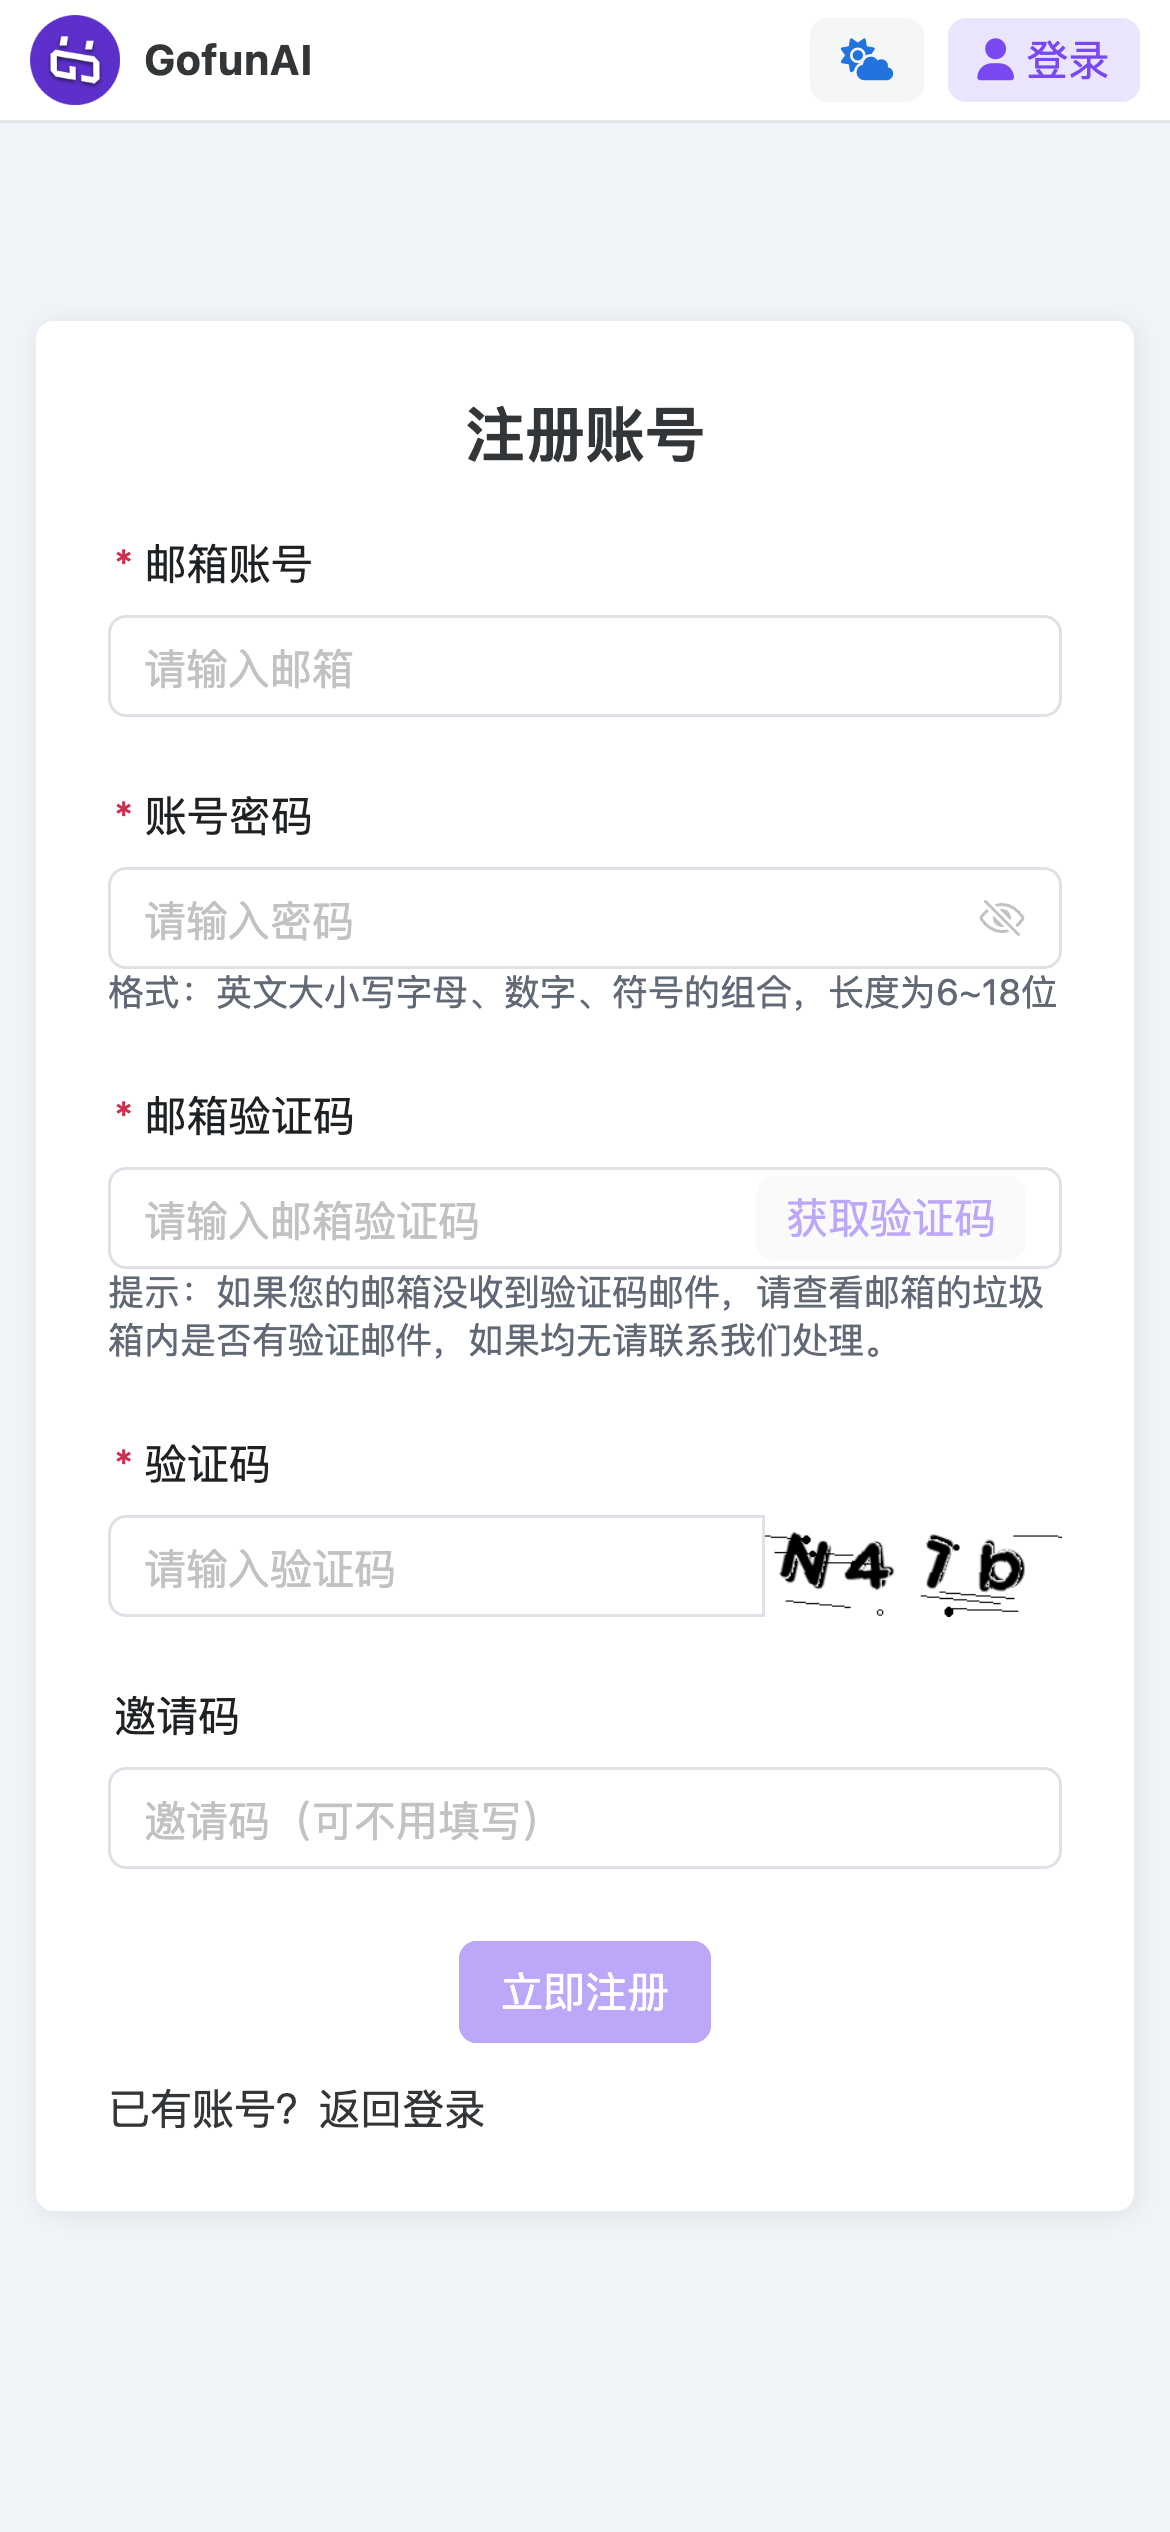 GofunAI
登录
注册账号
* 邮箱账号
请输入邮箱
* 账号密码
请输入密码
格式：英文大小写字母、数字、符号的组合，长度为6~18位
* 邮箱验证码
请输入邮箱验证码
获取验证码
提示：如果您的邮箱没收到验证码邮件，请查看邮箱的垃圾
箱内是否有验证邮件，如果均无请联系我们处理。
* 验证码
请输入验证码
N4Tb
邀请码
邀请码（可不用填写）
立即注册
已有账号？返回登录